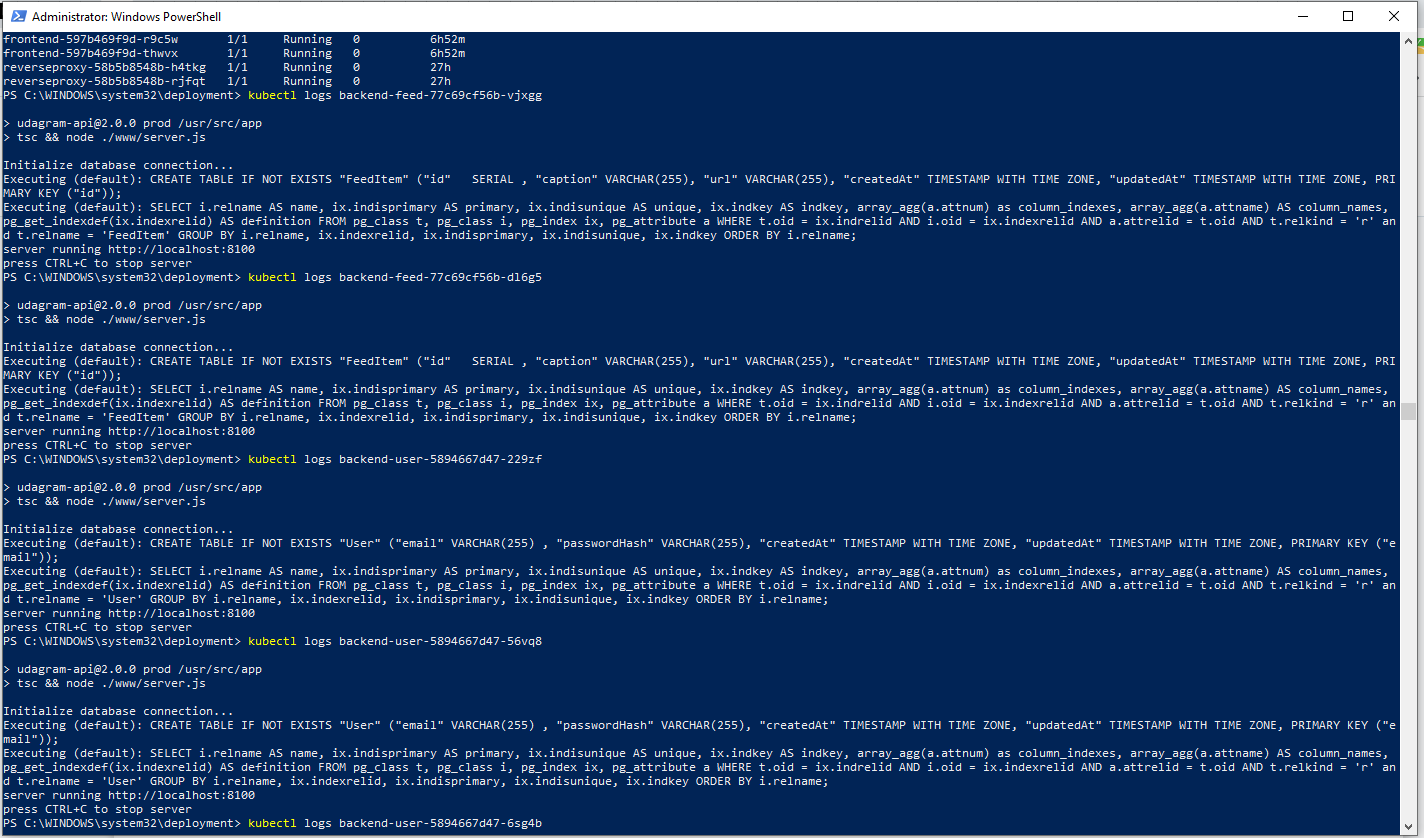 Administrator: Windows PowerShell
frontend-597b469f9d-r9c5w       1/1     Running   0          6h52m
frontend-597b469f9d-thwvx       1/1     Running   0          6h52m
reverseproxy-58b5b8548b-h4tkg   1/1     Running   0          27h
reverseproxy-58b5b8548b-rjfqt   1/1     Running   0          27h
PS C:\WINDOWS\system32\deployment> kubectl logs backend-feed-77c69cf56b-vjxgg
> udagram-api@2.0.0 prod /usr/src/app
> tsc && node ./www/server.js
Initialize database connection...
Executing (default): CREATE TABLE IF NOT EXISTS "FeedItem" ("id"   SERIAL , "caption" VARCHAR(255), "url" VARCHAR(255), "createdAt" TIMESTAMP WITH TIME ZONE, "updatedAt" TIMESTAMP WITH TIME ZONE, PRI
MARY KEY ("id"));
Executing (default): SELECT i.relname AS name, ix.indisprimary AS primary, ix.indisunique AS unique, ix.indkey AS indkey, array_agg(a.attnum) as column_indexes, array_agg(a.attname) AS column_names,
pg_get_indexdef(ix.indexrelid) AS definition FROM pg_class t, pg_class i, pg_index ix, pg_attribute a WHERE t.oid = ix.indrelid AND i.oid = ix.indexrelid AND a.attrelid = t.oid AND t.relkind = 'r' an
d t.relname = 'FeedItem' GROUP BY i.relname, ix.indexrelid, ix.indisprimary, ix.indisunique, ix.indkey ORDER BY i.relname;
server running http://localhost:8100
press CTRL+C to stop server
PS C:\WINDOWS\system32\deployment> kubectl logs backend-feed-77c69cf56b-dl6g5
> udagram-api@2.0.0 prod /usr/src/app
> tsc && node ./www/server.js
Initialize database connection...
Executing (default): CREATE TABLE IF NOT EXISTS "FeedItem" ("id"   SERIAL , "caption" VARCHAR(255), "url" VARCHAR(255), "createdAt" TIMESTAMP WITH TIME ZONE, "updatedAt" TIMESTAMP WITH TIME ZONE, PRI
MARY KEY ("id"));
Executing (default): SELECT i.relname AS name, ix.indisprimary AS primary, ix.indisunique AS unique, ix.indkey AS indkey, array_agg(a.attnum) as column_indexes, array_agg(a.attname) AS column_names,
pg_get_indexdef(ix.indexrelid) AS definition FROM pg_class t, pg_class i, pg_index ix, pg_attribute a WHERE t.oid = ix.indrelid AND i.oid = ix.indexrelid AND a.attrelid = t.oid AND t.relkind = 'r' an
d t.relname = 'FeedItem' GROUP BY i.relname, ix.indexrelid, ix.indisprimary, ix.indisunique, ix.indkey ORDER BY i.relname;
server running http://localhost:8100
press CTRL+C to stop server
PS C:\WINDOWS\system32\deployment> kubectl logs backend-user-5894667d47-229zf
> udagram-api@2.0.0 prod /usr/src/app
> tsc && node ./www/server.js
Initialize database connection...
Executing (default): CREATE TABLE IF NOT EXISTS "User" ("email" VARCHAR(255) , "passwordHash" VARCHAR(255), "createdAt" TIMESTAMP WITH TIME ZONE, "updatedAt" TIMESTAMP WITH TIME ZONE, PRIMARY KEY ("e
mail"));
Executing (default): SELECT i.relname AS name, ix.indisprimary AS primary, ix.indisunique AS unique, ix.indkey AS indkey, array_agg(a.attnum) as column_indexes, array_agg(a.attname) AS column_names,
pg_get_indexdef(ix.indexrelid) AS definition FROM pg_class t, pg_class i, pg_index ix, pg_attribute a WHERE t.oid = ix.indrelid AND i.oid = ix.indexrelid AND a.attrelid = t.oid AND t.relkind = 'r' an
d t.relname = 'User' GROUP BY i.relname, ix.indexrelid, ix.indisprimary, ix.indisunique, ix.indkey ORDER BY i.relname;
server running http://localhost:8100
press CTRL+C to stop server
PS C:\WINDOWS\system32\deployment> kubectl logs backend-user-5894667d47-56vq8
> udagram-api@2.0.0 prod /usr/src/app
> tsc && node ./www/server.js
Initialize database connection...
Executing (default): CREATE TABLE IF NOT EXISTS "User" ("email" VARCHAR(255) , "passwordHash" VARCHAR(255), "createdAt" TIMESTAMP WITH TIME ZONE, "updatedAt" TIMESTAMP WITH TIME ZONE, PRIMARY KEY ("e
mail"));
Executing (default): SELECT i.relname AS name, ix.indisprimary AS primary, ix.indisunique AS unique, ix.indkey AS indkey, array_agg(a.attnum) as column_indexes, array_agg(a.attname) AS column_names,
pg_get_indexdef(ix.indexrelid) AS definition FROM pg_class t, pg_class i, pg_index ix, pg_attribute a WHERE t.oid = ix.indrelid AND i.oid = ix.indexrelid AND a.attrelid = t.oid AND t.relkind = 'r' an
d t.relname = 'User' GROUP BY i.relname, ix.indexrelid, ix.indisprimary, ix.indisunique, ix.indkey ORDER BY i.relname;
server running http://localhost:8100
press CTRL+C to stop server
PS C:\WINDOWS\system32\deployment> kubectl logs backend-user-5894667d47-6sg4b